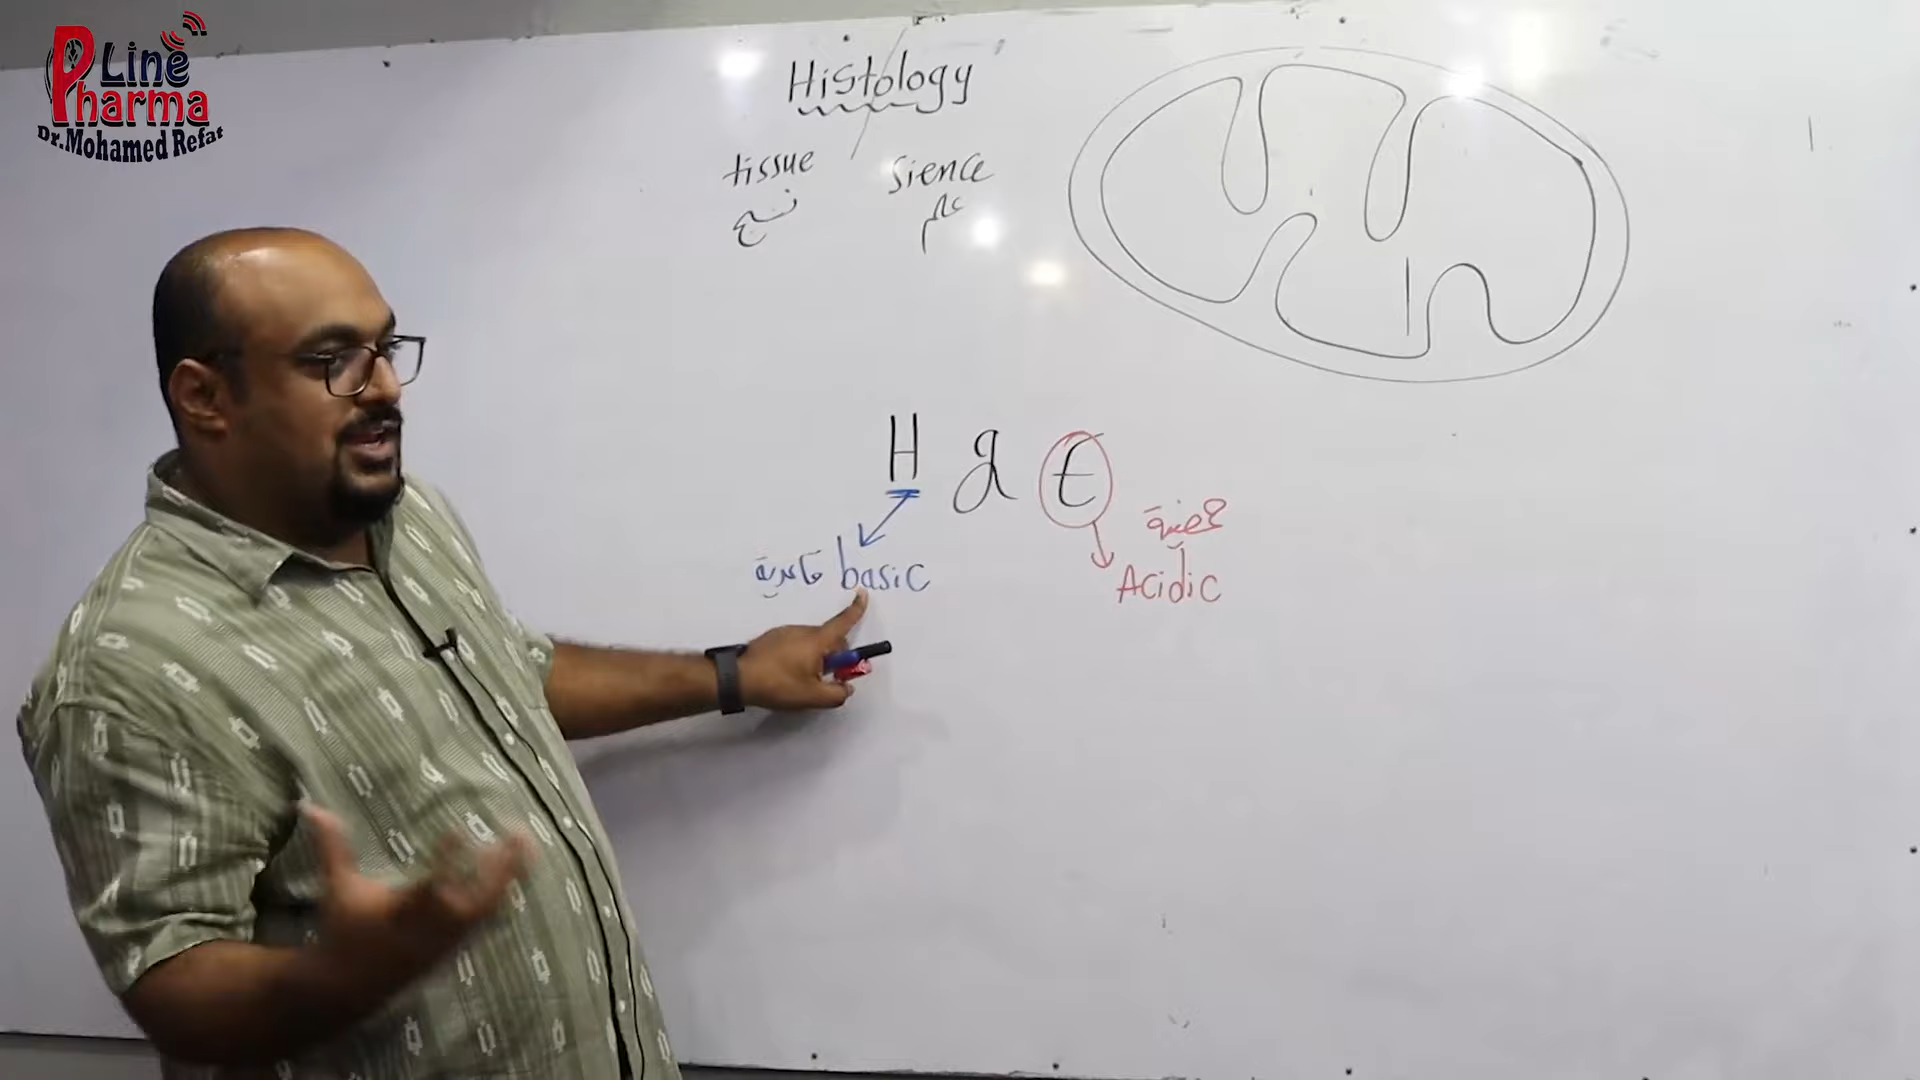 Line
Pharma
Dr.Mohamed Refat
Histology
tissue Sience
نسيج علم
H & E
حمضية
قاعدية basic
Acidic